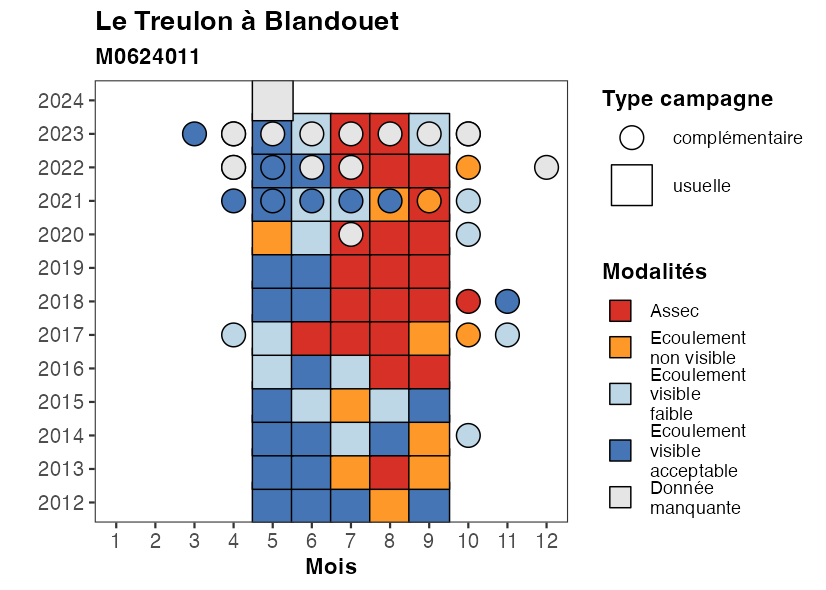 Le Treulon à Blandouet
M0624011
2024
2023
2022
2021
2020
2019
2018
2017
2016
2015
2014
2013
2012
1 2 3 4 5 6 7 8 9 10 11 12
Mois
Type campagne
complémentaire
usuelle
Modalités
Assec
Ecoulement
non visible
Ecoulement
visible
faible
Ecoulement
visible
acceptable
Donnée
manquante